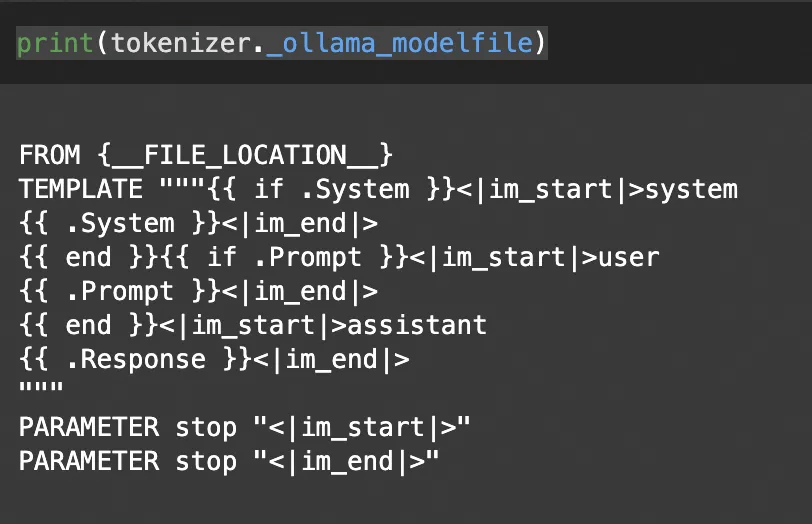 print(tokenizer._ollama_modelfile)
FROM {__FILE_LOCATION__}
TEMPLATE """{{ if .System }}<|im_start|>system
{{ .System }}<|im_end|>
{{ end }}{{ if .Prompt }}<|im_start|>user
{{ .Prompt }}<|im_end|>
{{ end }}<|im_start|>assistant
{{ .Response }}<|im_end|>
"""
PARAMETER stop "<|im_start|>"
PARAMETER stop "<|im_end|>"